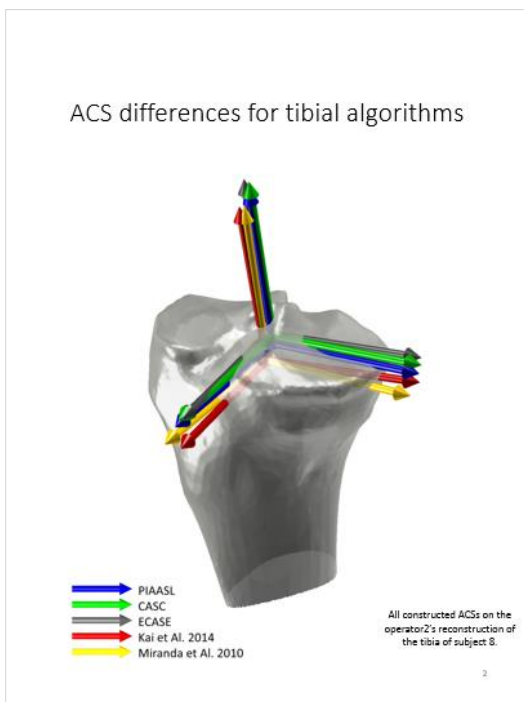 ACS differences for tibial algorithms
PIAASL
CASC
ECASE
Kai et Al. 2014
Miranda et Al. 2010
All constructed ACSs on the
operator2's reconstruction of
the tibia of subject 8.
2